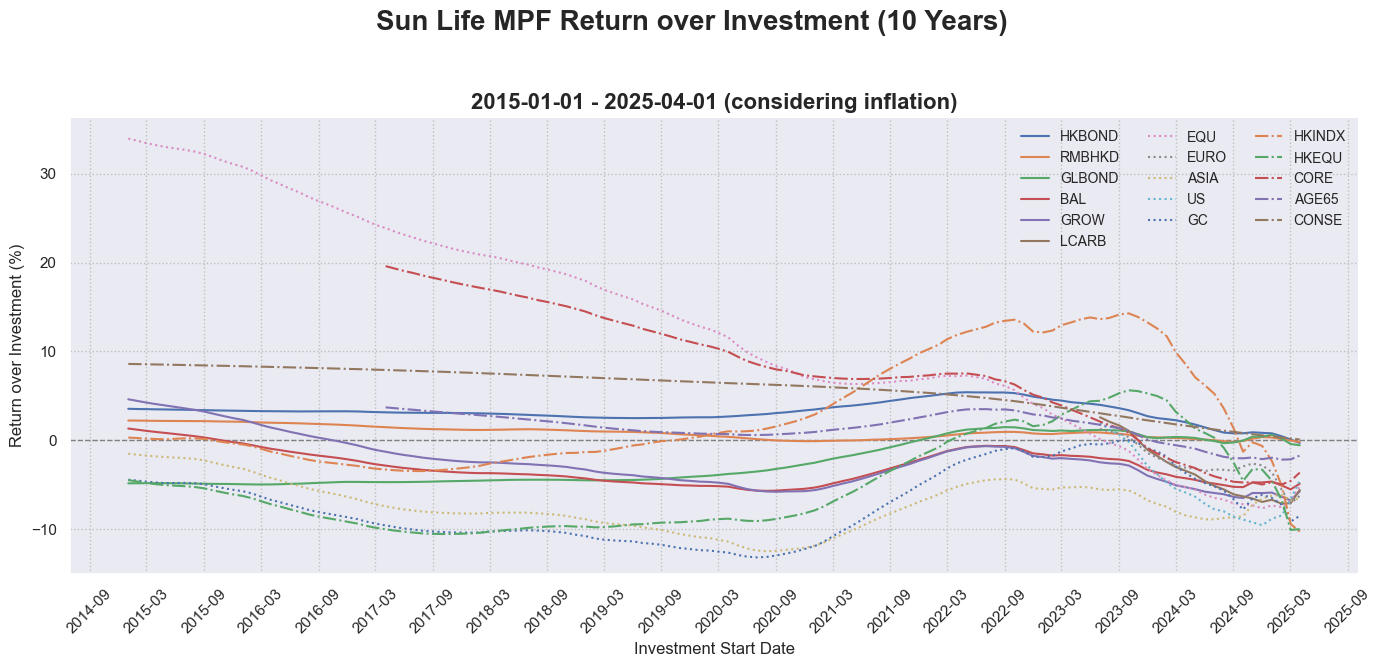 Sun Life MPF Return over Investment (10 Years)
2015-01-01 - 2025-04-01 (considering inflation)
Return over Investment (%)
30
20
10
0
−10
HKBOND
RMBHKD
GLBOND
BAL
GROW
LCARB
EQU
EURO
ASIA
US
GC
HKINDX
HKEQU
CORE
AGE65
CONSE
2014-09
2015-03
2015-09
2016-03
2016-09
2017-03
2017-09
2018-03
2018-09
2019-03
2019-09
2020-03
2020-09
2021-03
2021-09
2022-03
2022-09
2023-03
2023-09
2024-03
2024-09
2025-03
2025-09
Investment Start Date